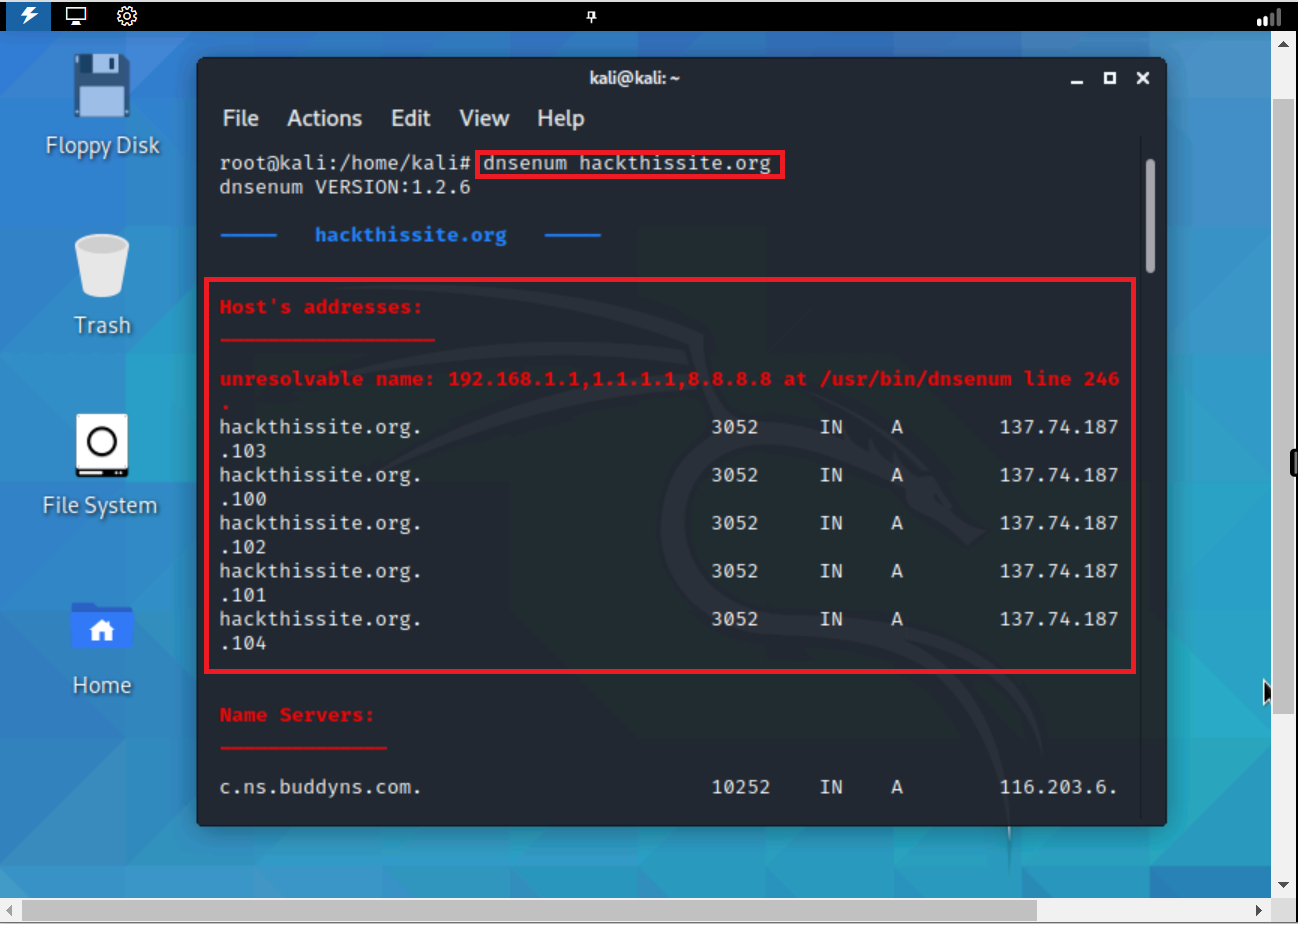 kali@kali: ~
File Actions Edit View Help
Floppy Disk
Trash
File System
Home
root@kali:/home/kali# dnsenum hackthissite.org
dnsenum VERSION:1.2.6
----- hackthissite.org -----
Host's addresses:
__________________
unresolvable name: 192.168.1.1,1.1.1.1,8.8.8.8 at /usr/bin/dnsenum line 246
.
hackthissite.org. 3052 IN A 137.74.187
.103
hackthissite.org. 3052 IN A 137.74.187
.100
hackthissite.org. 3052 IN A 137.74.187
.102
hackthissite.org. 3052 IN A 137.74.187
.101
hackthissite.org. 3052 IN A 137.74.187
.104
Name Servers:
______________
c.ns.buddyns.com. 10252 IN A 116.203.6.